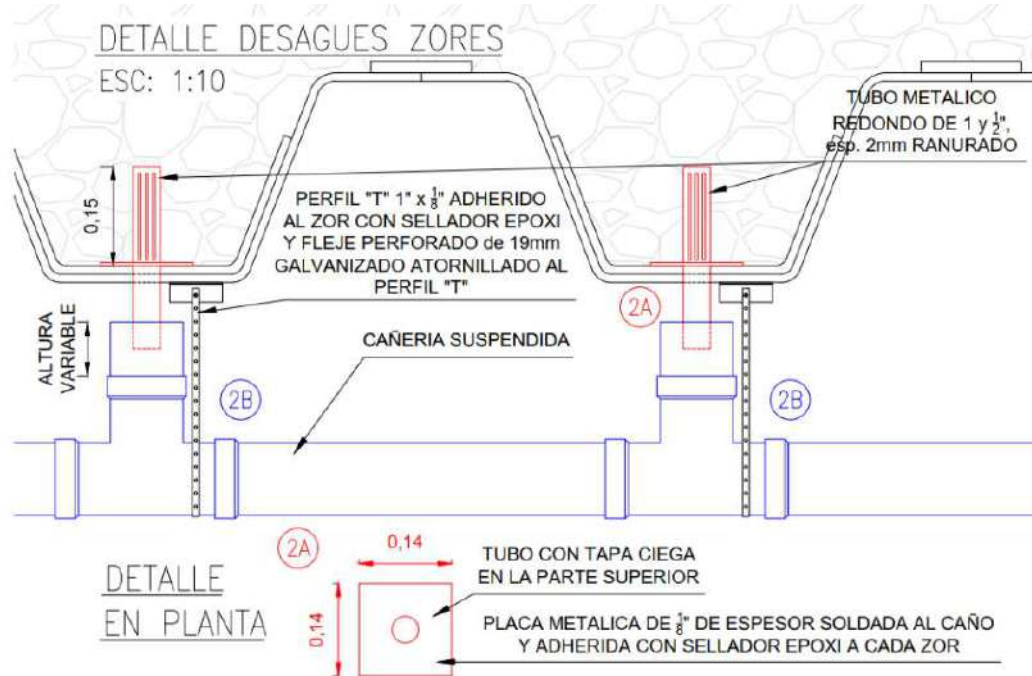 DETALLE DESAGUES ZORES
ESC: 1:10
TUBO METALICO
REDONDO DE 1 y 1/2",
esp. 2mm RANURADO
PERFIL "T" 1" x 1/8" ADHERIDO
AL ZOR CON SELLADOR EPOXI
Y FLEJE PERFORADO de 19mm
GALVANIZADO ATORNILLADO AL
PERFIL "T"
0,15
ALTURA
VARIABLE
2A
CAÑERIA SUSPENDIDA
2B
2B
2A
0,14
0,14
DETALLE
EN PLANTA
TUBO CON TAPA CIEGA
EN LA PARTE SUPERIOR
PLACA METALICA DE 1/8" DE ESPESOR SOLDADA AL CAÑO
Y ADHERIDA CON SELLADOR EPOXI A CADA ZOR